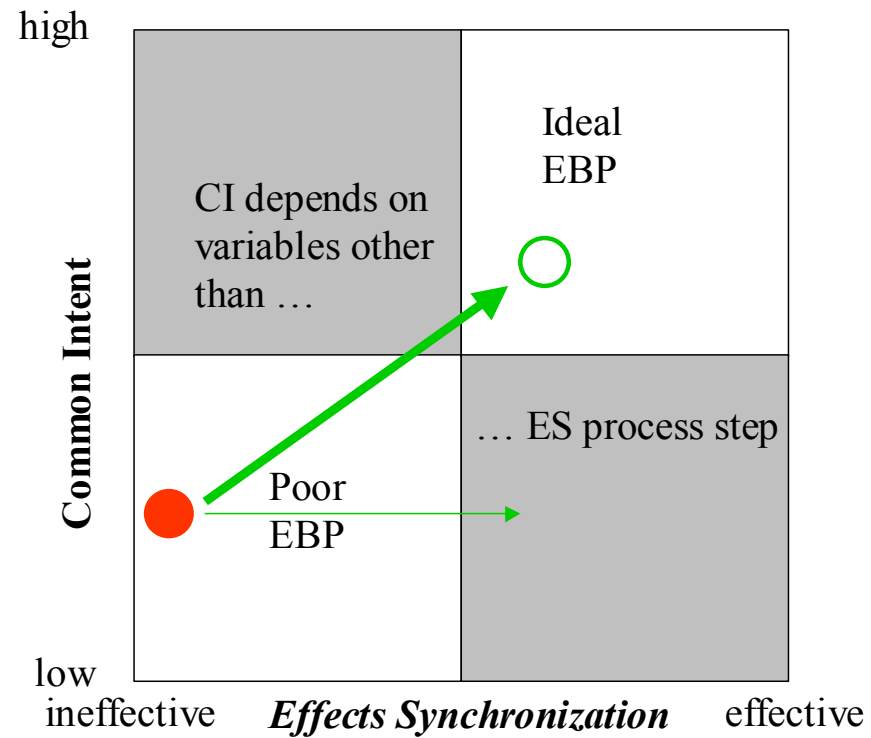 high
Ideal
EBP
CI depends on
variables other
than …
Common Intent
… ES process step
Poor
EBP
low
ineffective Effects Synchronization effective